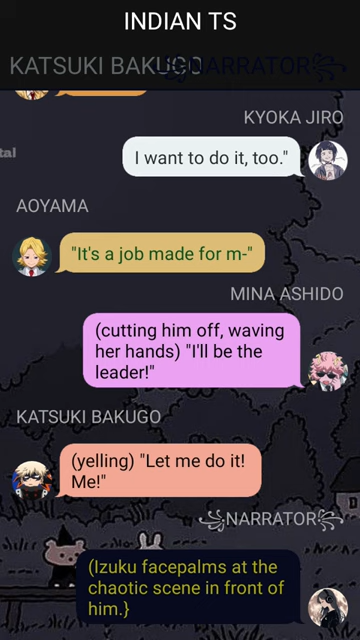 INDIAN TS
KATSUKI BAKUGO
꧁NARRATOR꧂
KYOKA JIRO
tal
I want to do it, too."
AOYAMA
"It's a job made for m-"
MINA ASHIDO
(cutting him off, waving
her hands) "I'll be the
leader!"
KATSUKI BAKUGO
(yelling) "Let me do it!
Me!"
꧁NARRATOR꧂
(Izuku facepalms at the
chaotic scene in front of
him.}